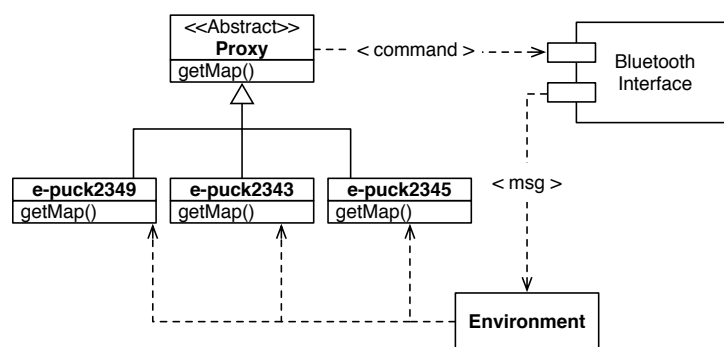 <<Abstract>>
Proxy
getMap()
< command >
Bluetooth
Interface
e-puck2349
getMap()
e-puck2343
getMap()
e-puck2345
getMap()
< msg >
Environment